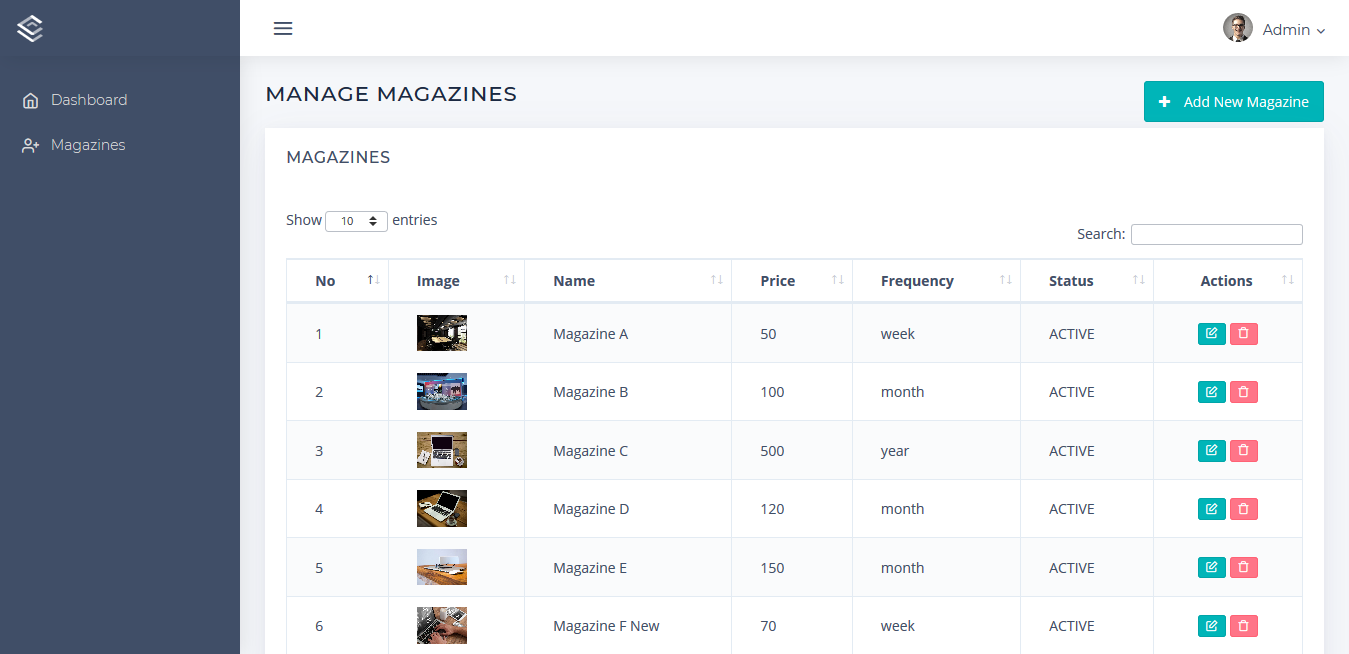 Admin
Dashboard
Magazines
MANAGE MAGAZINES
Add New Magazine
MAGAZINES
Show 10 entries
Search:
No Image Name Price Frequency Status Actions
1 Magazine A 50 week ACTIVE
2 Magazine B 100 month ACTIVE
3 Magazine C 500 year ACTIVE
4 Magazine D 120 month ACTIVE
5 Magazine E 150 month ACTIVE
6 Magazine F New 70 week ACTIVE